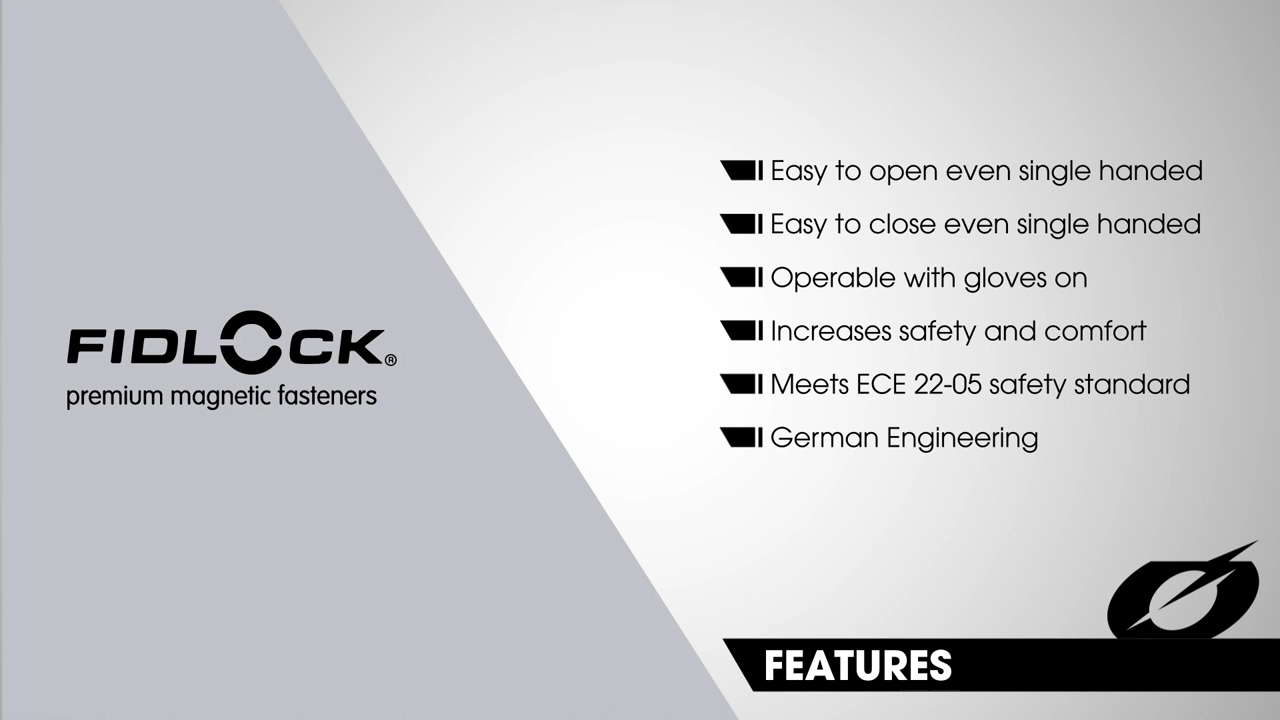 FIDLOCK®
premium magnetic fasteners
Easy to open even single handed
Easy to close even single handed
Operable with gloves on
Increases safety and comfort
Meets ECE 22-05 safety standard
German Engineering
FEATURES